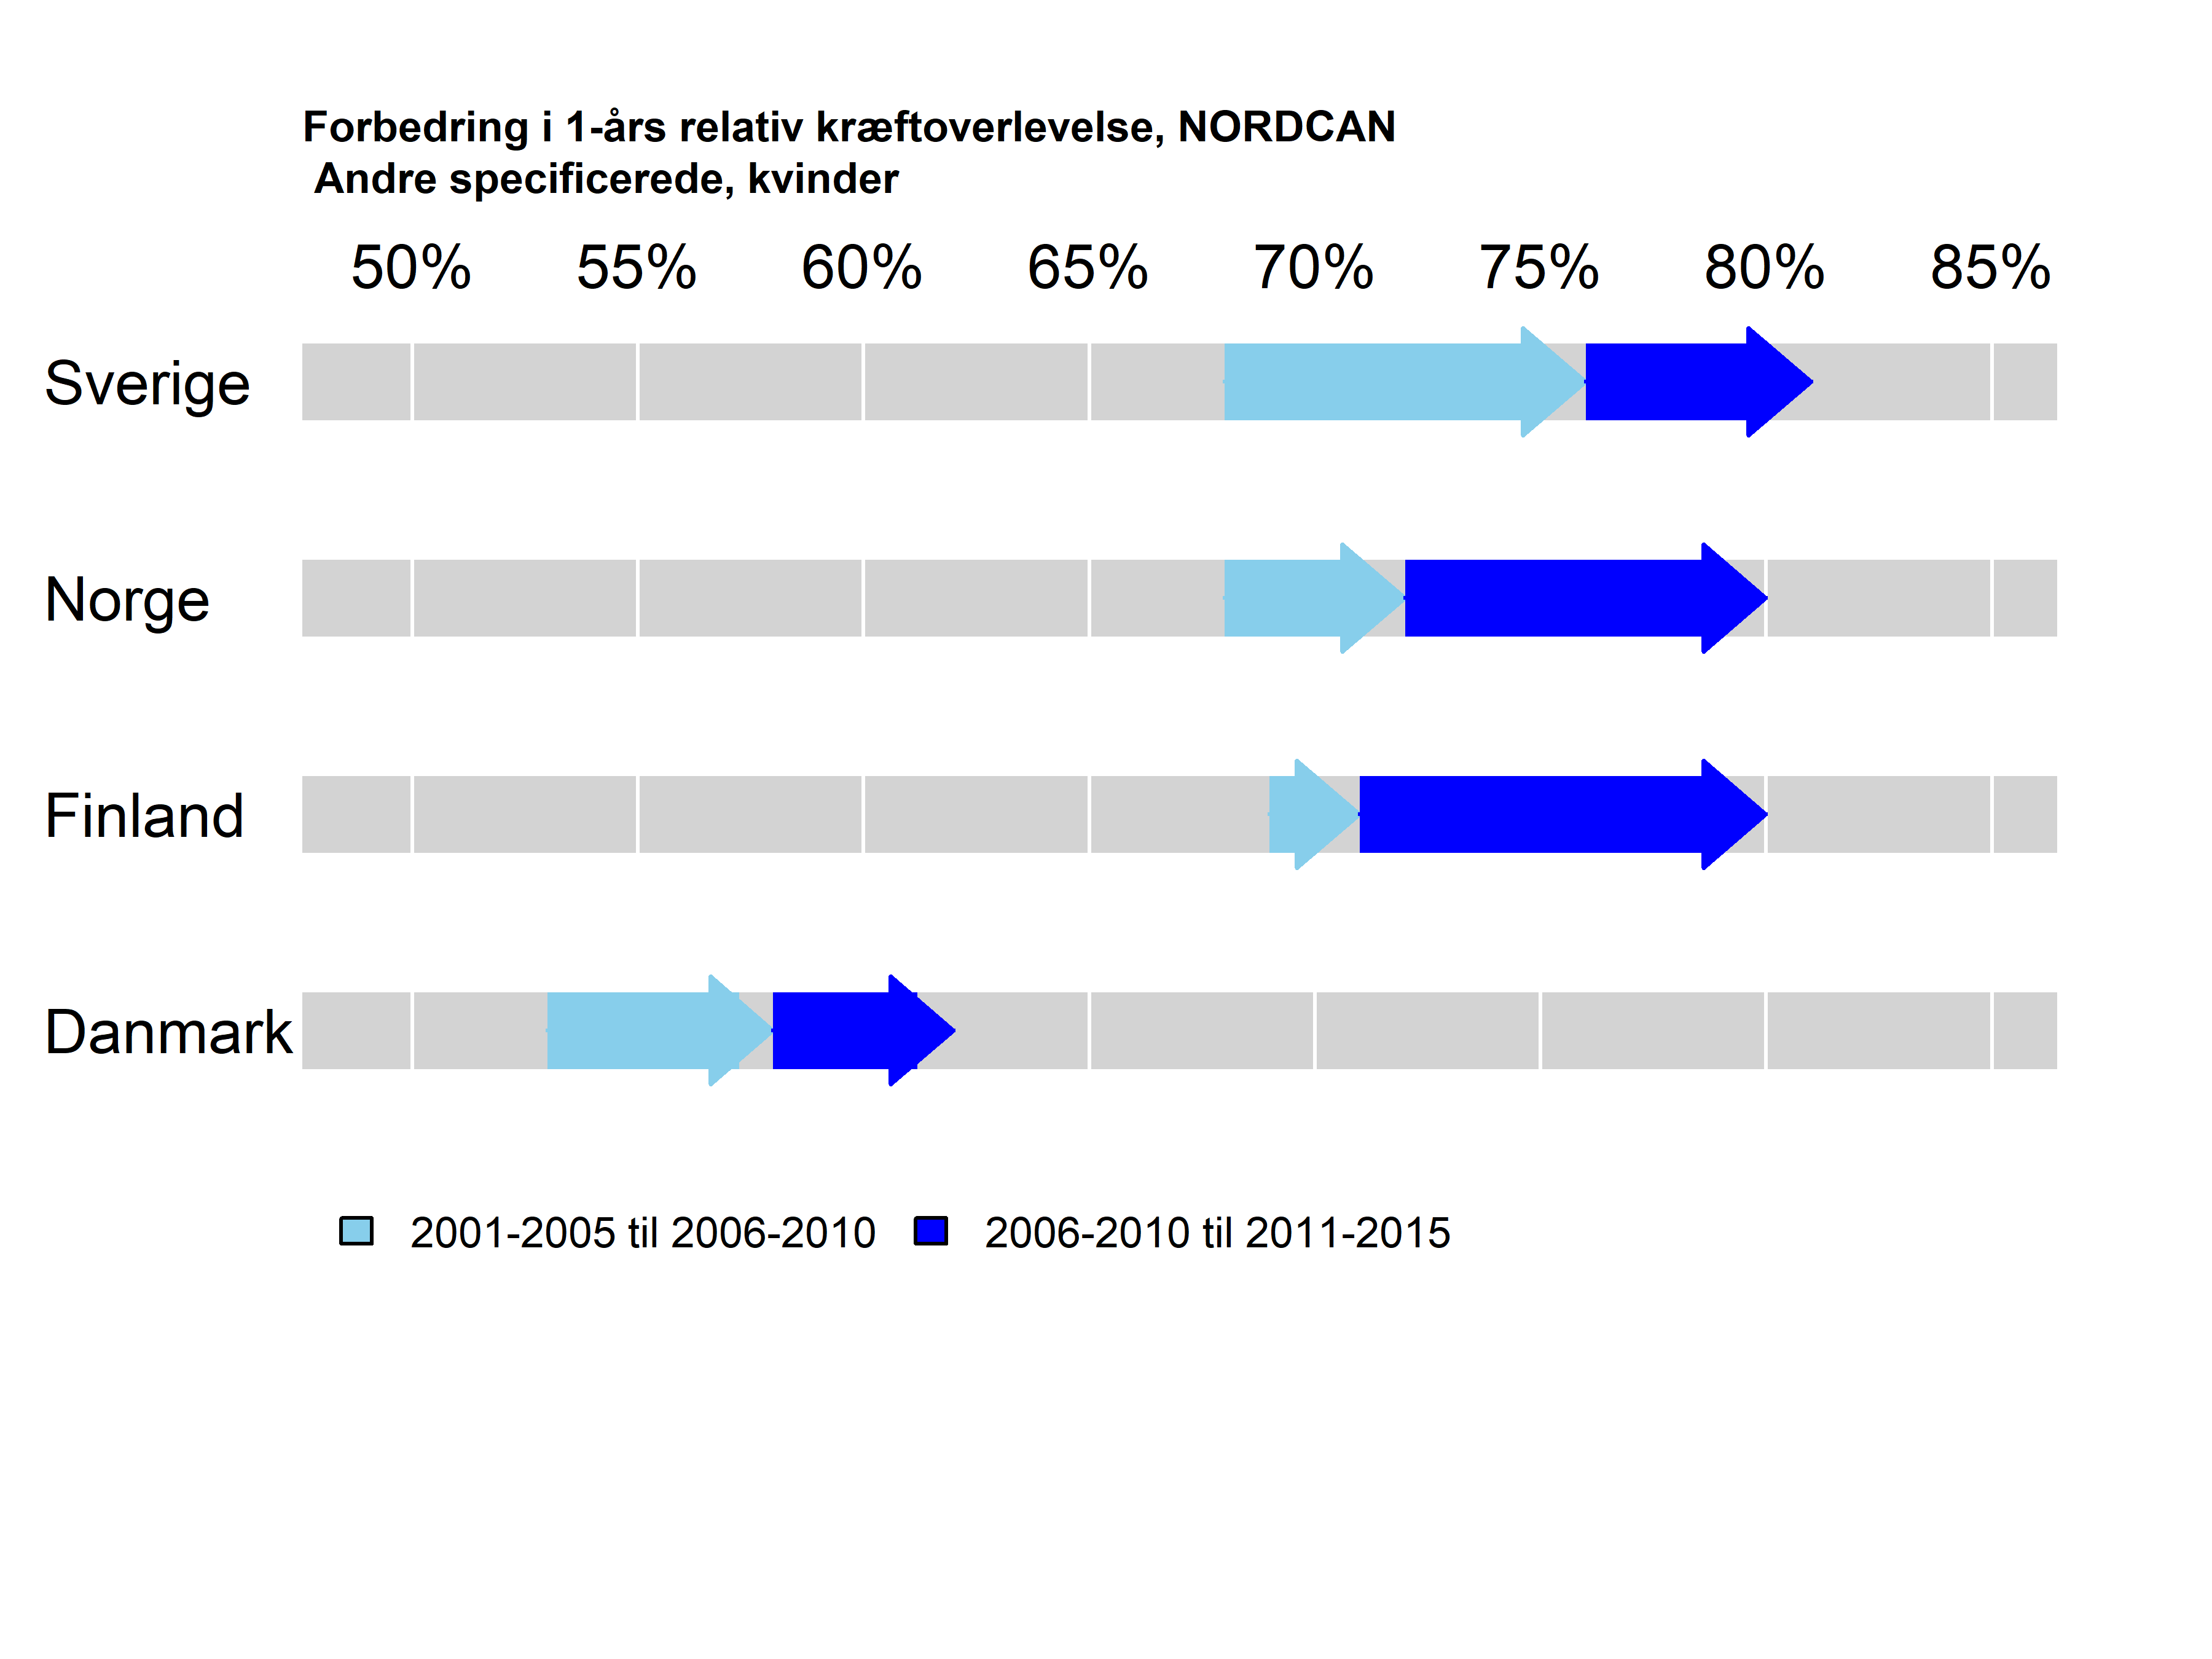 Forbedring i 1-års relativ kræftoverlevelse, NORDCAN
Andre specificerede, kvinder
50% 55% 60% 65% 70% 75% 80% 85%
Sverige
Norge
Finland
Danmark
2001-2005 til 2006-2010 2006-2010 til 2011-2015